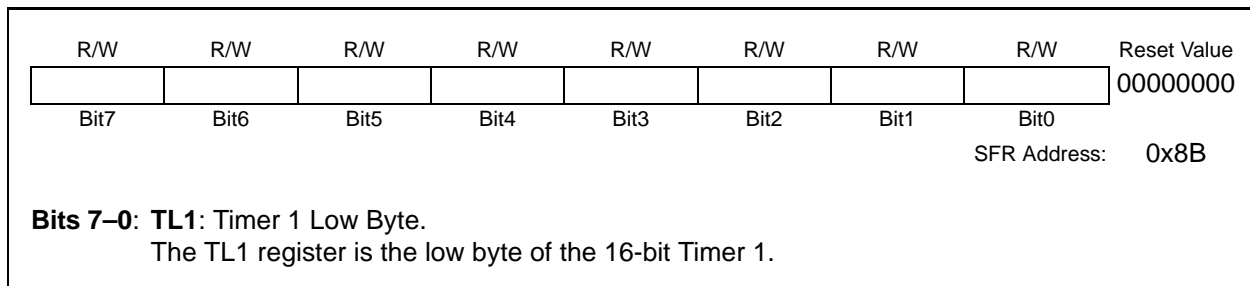 R/W R/W R/W R/W R/W R/W R/W R/W Reset Value
00000000
Bit7 Bit6 Bit5 Bit4 Bit3 Bit2 Bit1 Bit0
SFR Address: 0x8B
Bits 7–0: TL1: Timer 1 Low Byte.
The TL1 register is the low byte of the 16-bit Timer 1.